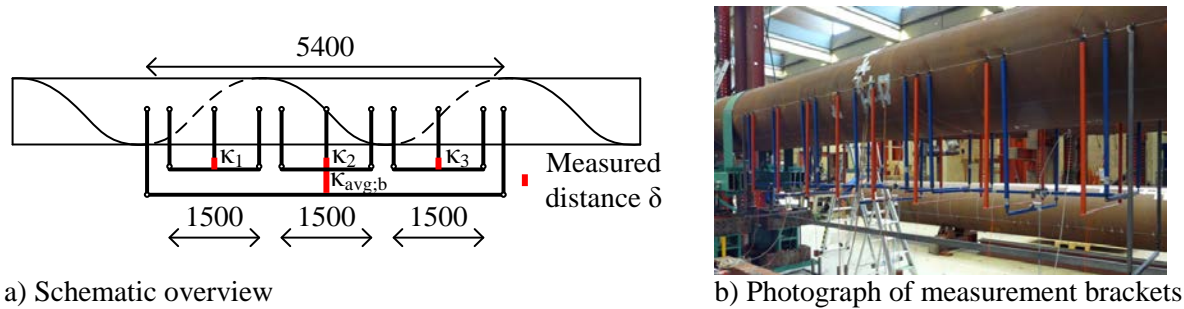 5400
κ1
κ2
κ3
κavg;b
Measured
distance δ
1500
1500
1500
a) Schematic overview
b) Photograph of measurement brackets